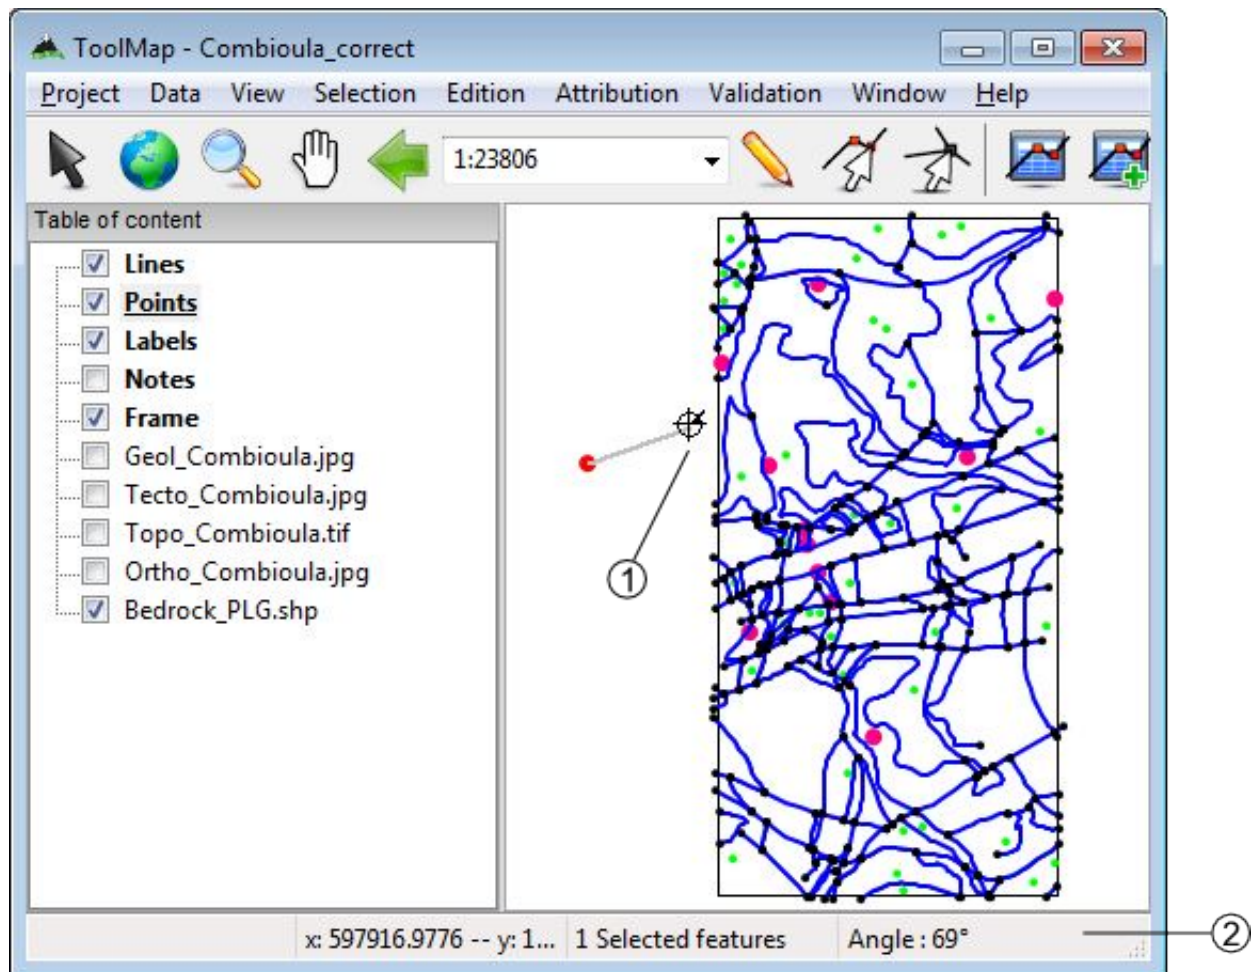 ToolMap - Combioula_correct
Project Data View Selection Edition Attribution Validation Window Help
1:23806
Table of content
Lines
Points
Labels
Notes
Frame
Geol_Combioula.jpg
Tecto_Combioula.jpg
Topo_Combioula.tif
Ortho_Combioula.jpg
Bedrock_PLG.shp
1
x: 597916.9776 -- y: 1... 1 Selected features Angle : 69°
2